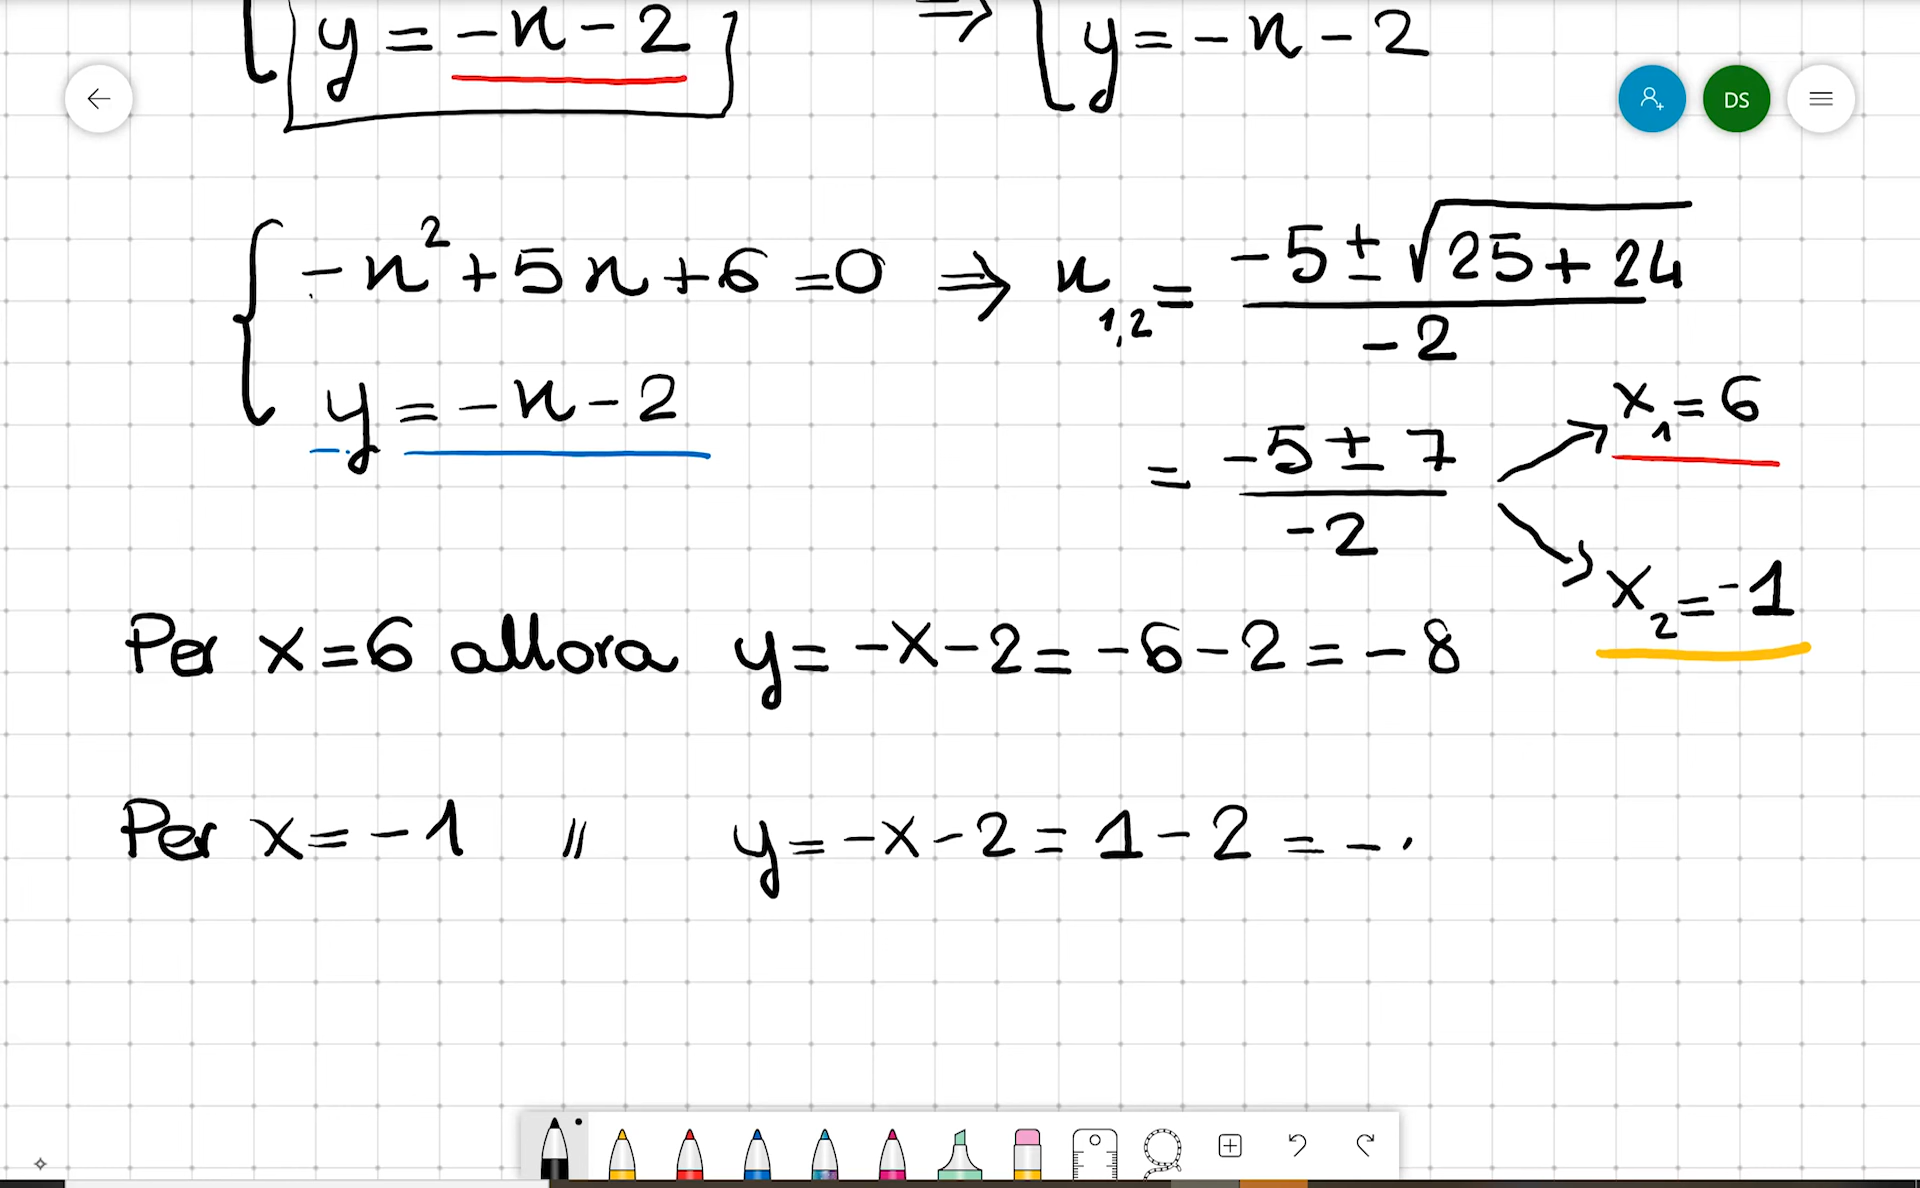 y = -x - 2 ⇒ y = -x - 2
DS
-x² + 5x + 6 = 0 ⇒ x₁,₂ = (-5 ± √(25 + 24)) / -2
y = -x - 2
= (-5 ± 7) / -2
x₁ = 6
x₂ = -1
Per x = 6 allora y = -x - 2 = -6 - 2 = -8
Per x = -1 // y = -x - 2 = 1 - 2 = -